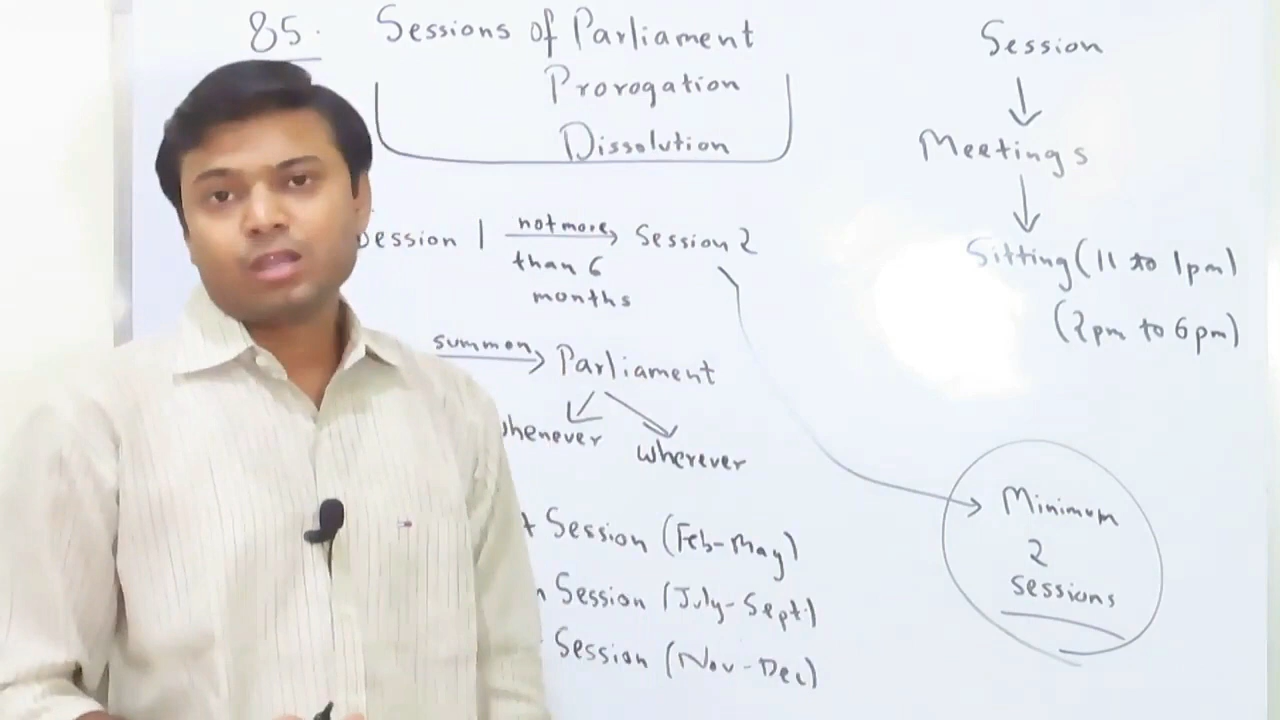 85. Sessions of Parliament
Prorogation
Dissolution
Session 1 not more than 6 months Session 2
summon Parliament
whenever wherever
Session (Feb-May)
Session (July-Sept.)
Session (Nov-Dec)
Session
Meetings
Sitting (11 to 1pm)
(2pm to 6pm)
Minimum
2
sessions